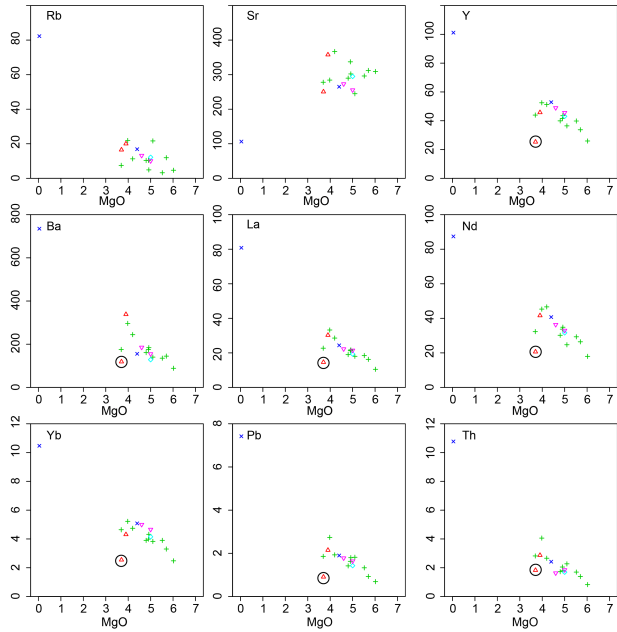 Rb
Sr
Y
0 20 40 60 80
0 100 200 300 400
0 20 40 60 80 100
0 1 2 3 4 5 6 7
0 1 2 3 4 5 6 7
0 1 2 3 4 5 6 7
MgO
MgO
MgO
Ba
La
Nd
0 200 400 600 800
0 20 40 60 80 100
0 20 40 60 80 100
0 1 2 3 4 5 6 7
0 1 2 3 4 5 6 7
0 1 2 3 4 5 6 7
MgO
MgO
MgO
Yb
Pb
Th
0 2 4 6 8 10 12
0 2 4 6 8
0 2 4 6 8 10 12
0 1 2 3 4 5 6 7
0 1 2 3 4 5 6 7
0 1 2 3 4 5 6 7
MgO
MgO
MgO